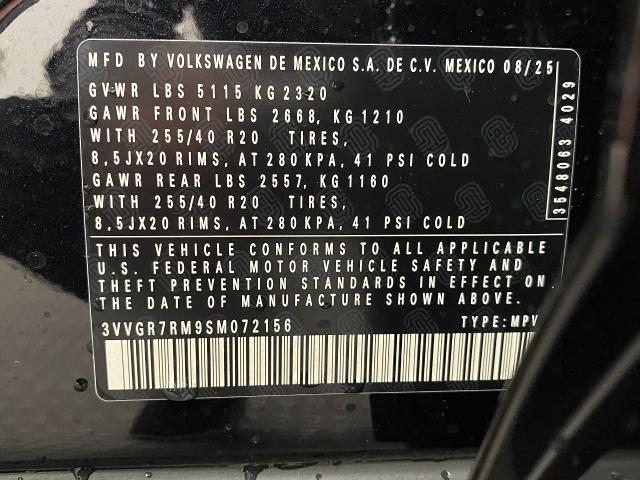 MFD BY VOLKSWAGEN DE MEXICO S.A. DE C.V. MEXICO 08/25
GVWR LBS 5115 KG 2320
GAWR FRONT LBS 2668, KG 1210
WITH 255/40 R20 TIRES,
8,5JX20 RIMS, AT 280 KPA, 41 PSI COLD
GAWR REAR LBS 2557, KG 1160
WITH 255/40 R20 TIRES,
8,5JX20 RIMS, AT 280 KPA, 41 PSI COLD
THIS VEHICLE CONFORMS TO ALL APPLICABLE
U.S. FEDERAL MOTOR VEHICLE SAFETY AND
THEFT PREVENTION STANDARDS IN EFFECT ON
THE DATE OF MANUFACTURE SHOWN ABOVE.
3VVGR7RM9SM072156 TYPE: MPV
3548063 4029